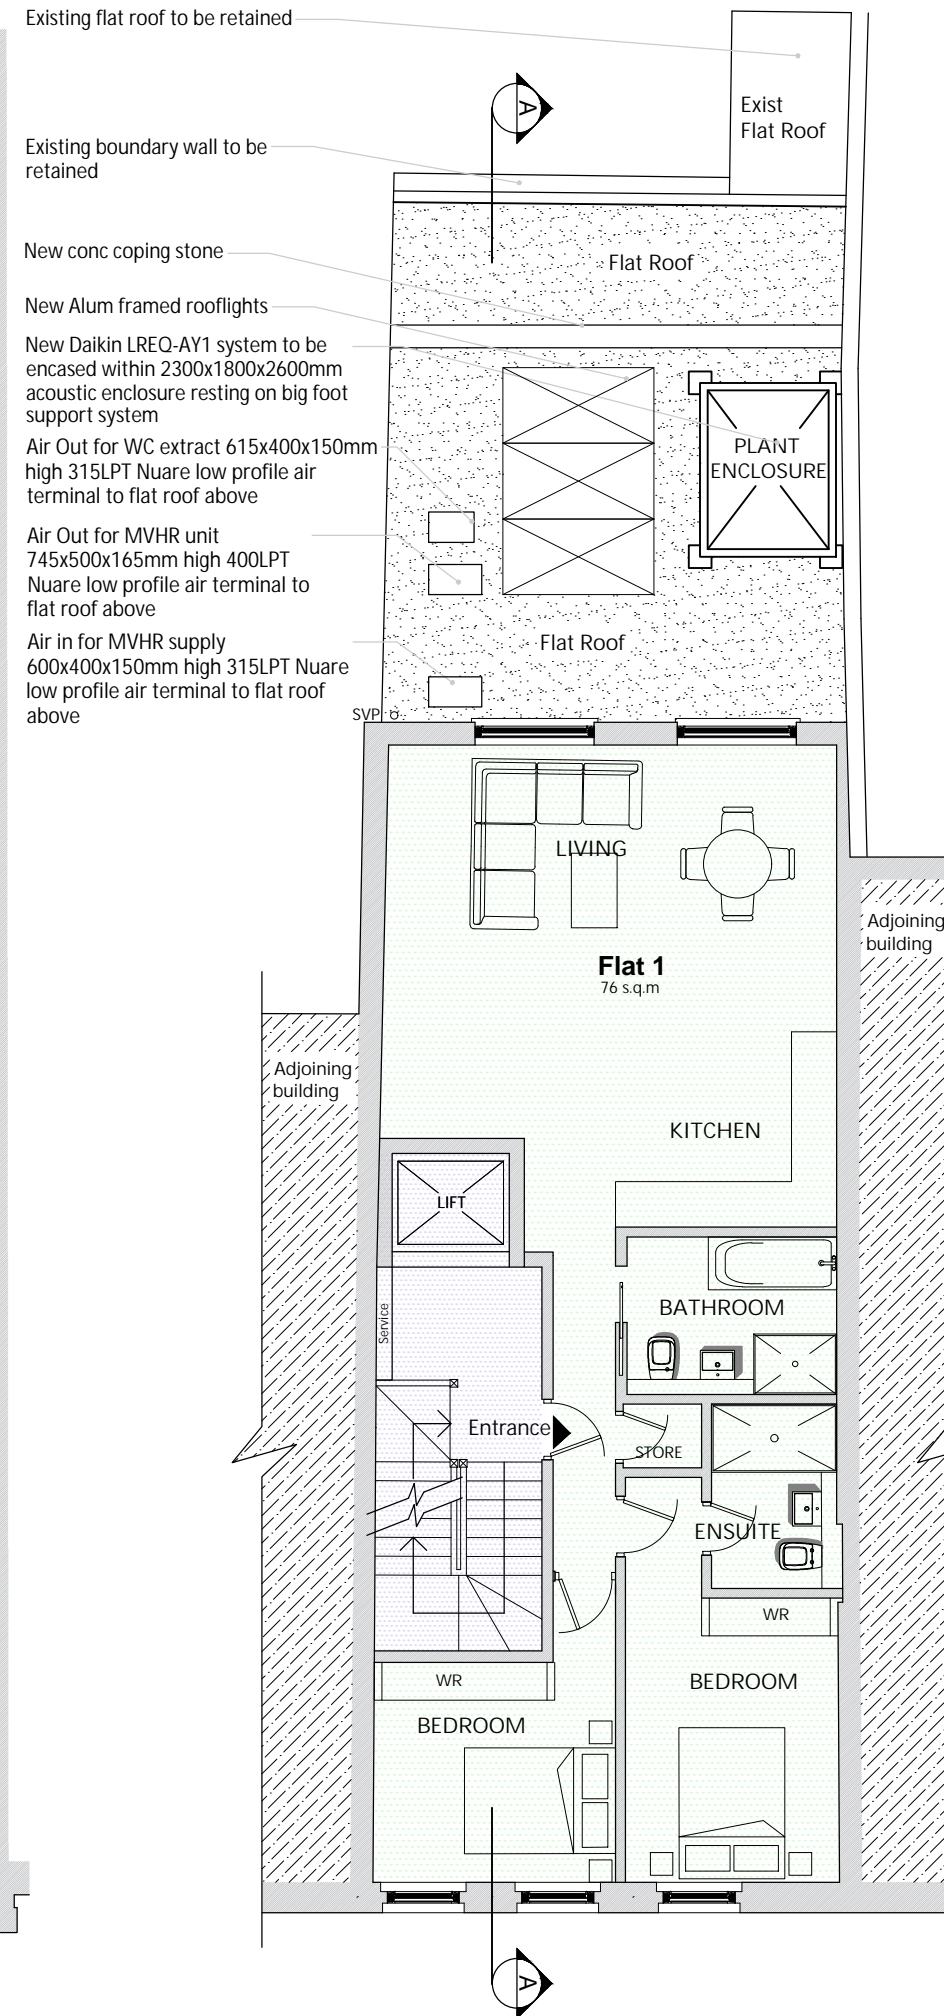 Existing flat roof to be retained
A
Exist
Flat Roof
Existing boundary wall to be
retained
New conc coping stone
Flat Roof
New Alum framed rooflights
New Daikin LREQ-AY1 system to be
encased within 2300x1800x2600mm
acoustic enclosure resting on big foot
support system
PLANT
ENCLOSURE
Air Out for WC extract 615x400x150mm
high 315LPT Nuare low profile air
terminal to flat roof above
Air Out for MVHR unit
745x500x165mm high 400LPT
Nuare low profile air terminal to
flat roof above
Air in for MVHR supply
600x400x150mm high 315LPT Nuare
low profile air terminal to flat roof
above
Flat Roof
SVP
LIVING
Adjoining
building
Flat 1
76 s.q.m
Adjoining
building
KITCHEN
LIFT
BATHROOM
Service
Entrance
STORE
ENSUITE
WR
WR
BEDROOM
BEDROOM
A